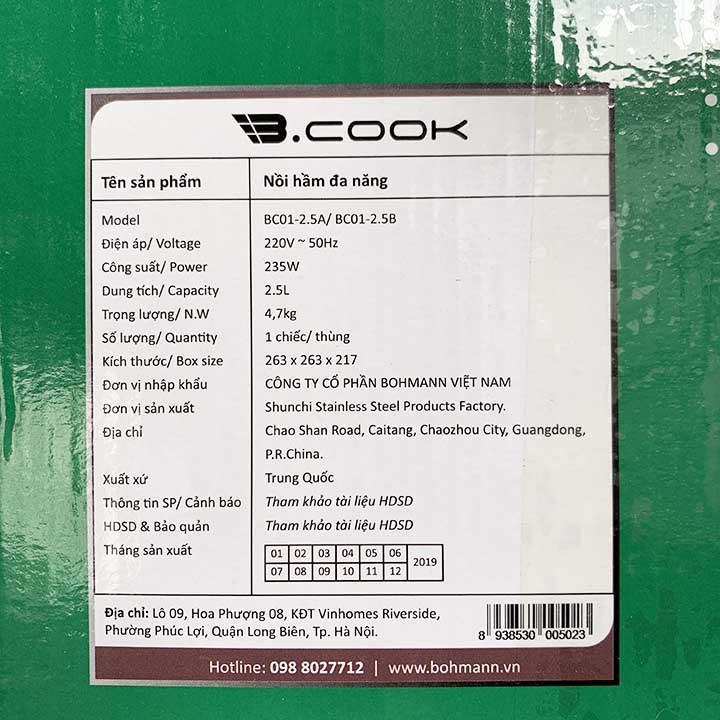 B.COOK
Tên sản phẩm Nồi hầm đa năng
Model BC01-2.5A/ BC01-2.5B
Điện áp/ Voltage 220V ~ 50Hz
Công suất/ Power 235W
Dung tích/ Capacity 2.5L
Trọng lượng/ N.W 4,7kg
Số lượng/ Quantity 1 chiếc/ thùng
Kích thước/ Box size 263 x 263 x 217
Đơn vị nhập khẩu CÔNG TY CỔ PHẦN BOHMANN VIỆT NAM
Đơn vị sản xuất Shunchi Stainless Steel Products Factory.
Địa chỉ Chao Shan Road, Caitang, Chaozhou City, Guangdong,
P.R.China.
Xuất xứ Trung Quốc
Thông tin SP/ Cảnh báo Tham khảo tài liệu HDSD
HDSD & Bảo quản Tham khảo tài liệu HDSD
Tháng sản xuất 01 02 03 04 05 06 2019
07 08 09 10 11 12
Địa chỉ: Lô 09, Hoa Phượng 08, KĐT Vinhomes Riverside,
Phường Phúc Lợi, Quận Long Biên, Tp. Hà Nội.
8 938530 005023
Hotline: 098 8027712 | www.bohmann.vn